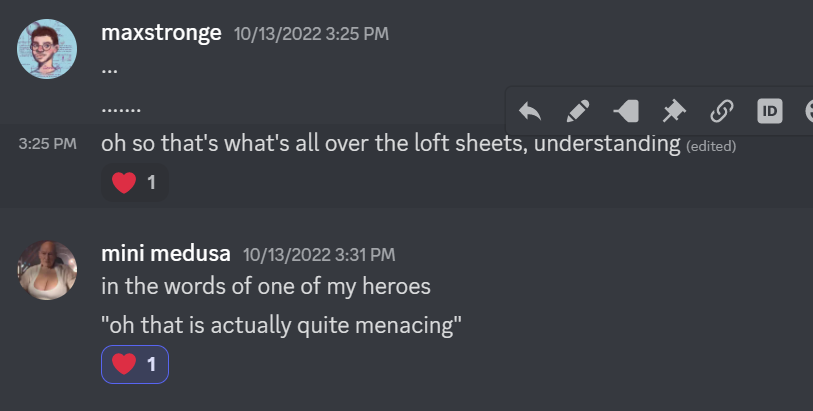 maxstronge 10/13/2022 3:25 PM
...
.......
ID
3:25 PM oh so that's what's all over the loft sheets, understanding (edited)
1
mini medusa 10/13/2022 3:31 PM
in the words of one of my heroes
"oh that is actually quite menacing"
1